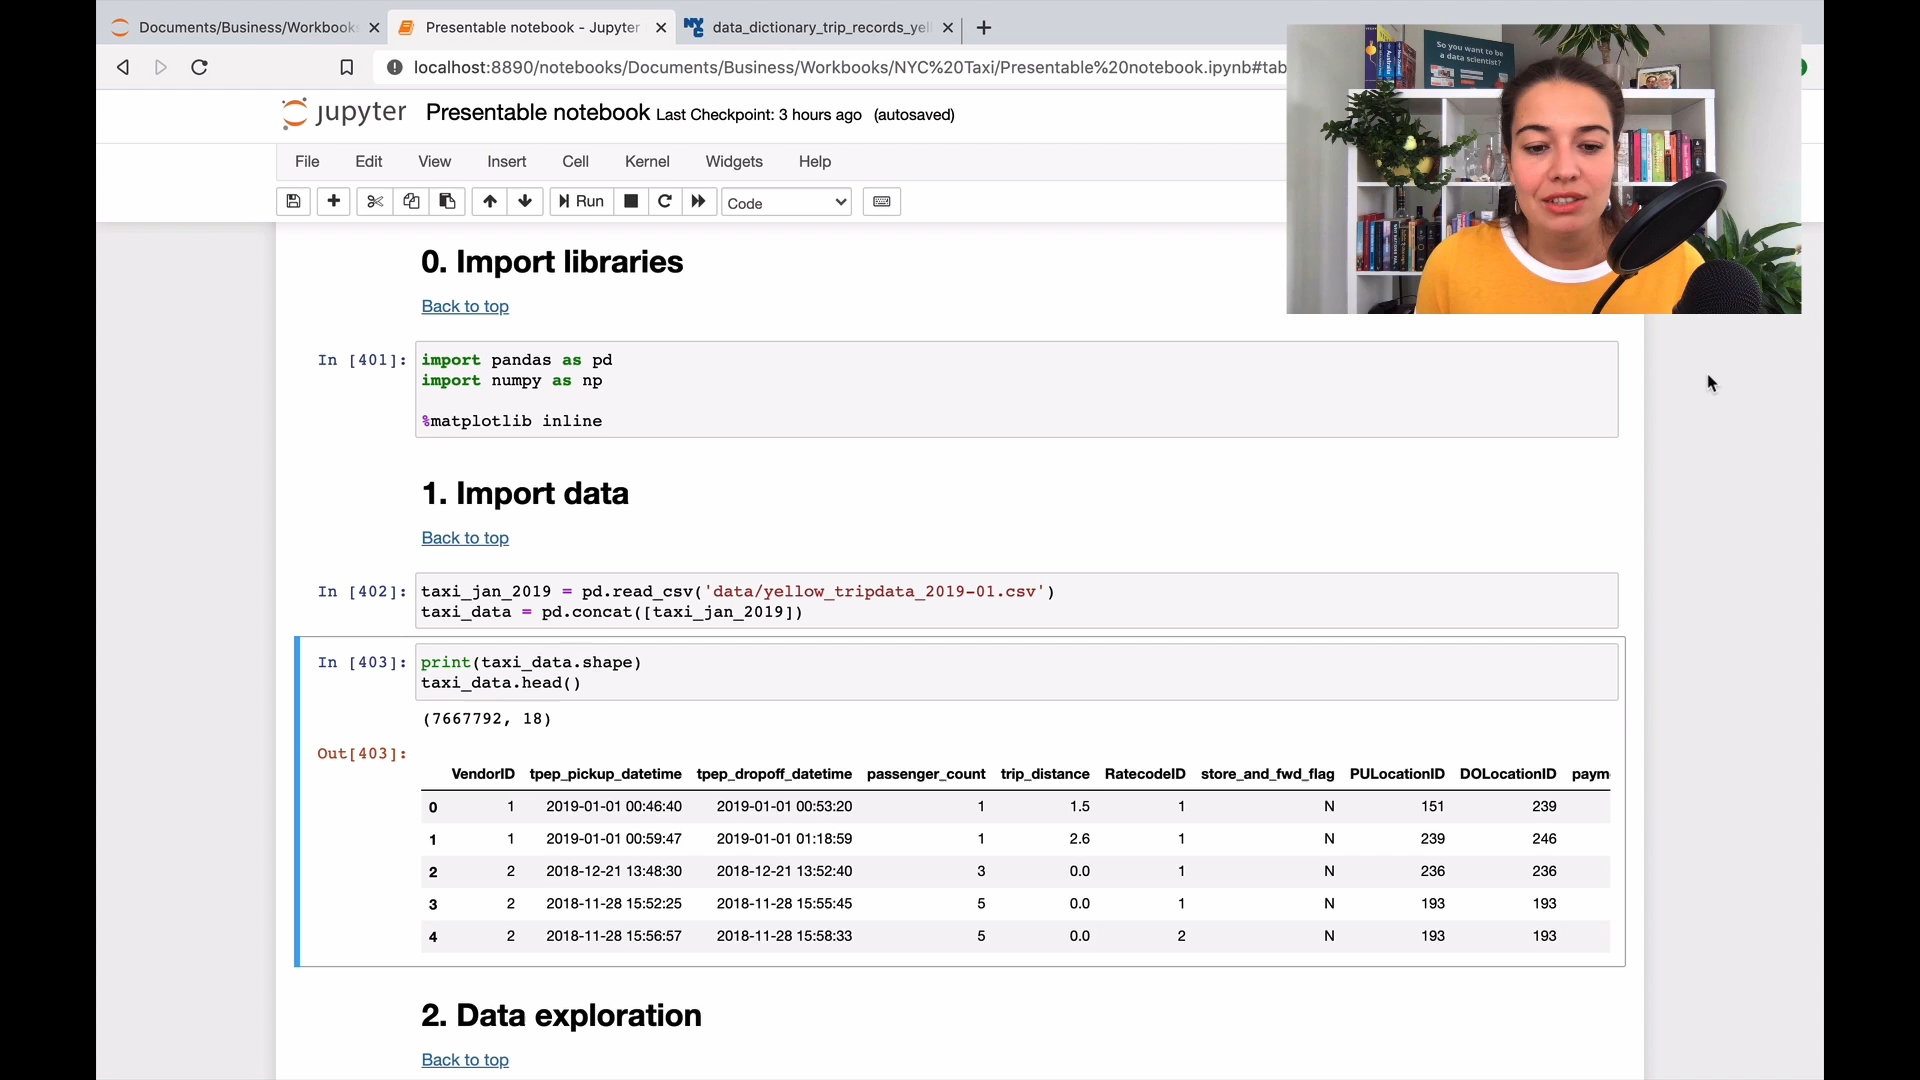 Documents/Business/Workbook
Presentable notebook - Jupyter
NYC
data_dictionary_trip_records_yel
localhost:8890/notebooks/Documents/Business/Workbooks/NYC%20Taxi/Presentable%20notebook.ipynb#tab
jupyter Presentable notebook Last Checkpoint: 3 hours ago (autosaved)
File Edit View Insert Cell Kernel Widgets Help
Run Code
So you want to be
a data scientist?
0. Import libraries
Back to top
In [401]: import pandas as pd
import numpy as np
%matplotlib inline
1. Import data
Back to top
In [402]: taxi_jan_2019 = pd.read_csv('data/yellow_tripdata_2019-01.csv')
taxi_data = pd.concat([taxi_jan_2019])
In [403]: print(taxi_data.shape)
taxi_data.head()
(7667792, 18)
Out[403]:
VendorID tpep_pickup_datetime tpep_dropoff_datetime passenger_count trip_distance RatecodeID store_and_fwd_flag PULocationID DOLocationID paym
0 1 2019-01-01 00:46:40 2019-01-01 00:53:20 1 1.5 1 N 151 239
1 1 2019-01-01 00:59:47 2019-01-01 01:18:59 1 2.6 1 N 239 246
2 2 2018-12-21 13:48:30 2018-12-21 13:52:40 3 0.0 1 N 236 236
3 2 2018-11-28 15:52:25 2018-11-28 15:55:45 5 0.0 1 N 193 193
4 2 2018-11-28 15:56:57 2018-11-28 15:58:33 5 0.0 2 N 193 193
2. Data exploration
Back to top